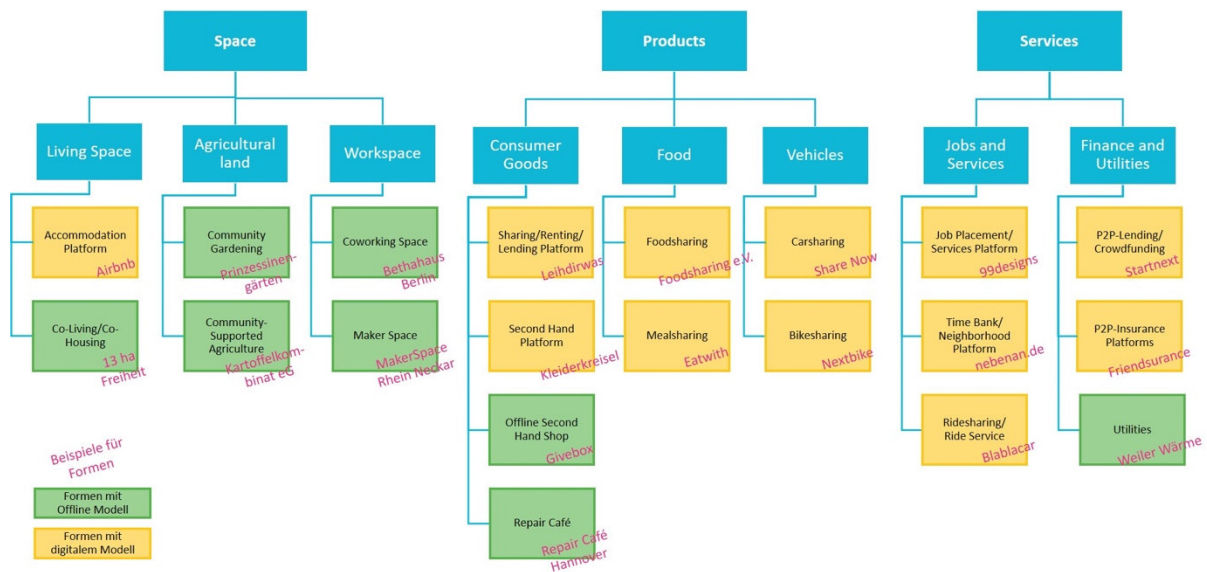 Space
Products
Services
Living Space
Agricultural
land
Workspace
Consumer
Goods
Food
Vehicles
Jobs and
Services
Finance and
Utilities
Accommodation
Platform
Airbnb
Community
Gardening
Prinzessinen-
gärten
Coworking Space
Bethahaus
Berlin
Sharing/Renting/
Lending Platform
Leihdirwas
Foodsharing
Foodsharing e.V.
Carsharing
Share Now
Job Placement/
Services Platform
99designs
P2P-Lending/
Crowdfunding
Startnext
Co-Living/Co-
Housing
13 ha
Freiheit
Community-
Supported
Agriculture
Kartoffelkom-
binat eG
Maker Space
MakerSpace
Rhein Neckar
Second Hand
Platform
Kleiderkreisel
Mealsharing
Eatwith
Bikesharing
Nextbike
Time Bank/
Neighborhood
Platform
nebenan.de
P2P-Insurance
Platforms
Friendsurance
Offline Second
Hand Shop
Givebox
Ridesharing/
Ride Service
Blablacar
Utilities
Weiler Wärme
Repair Café
Repair Café
Hannover
Beispiele für
Formen
Formen mit
Offline Modell
Formen mit
digitalem Modell